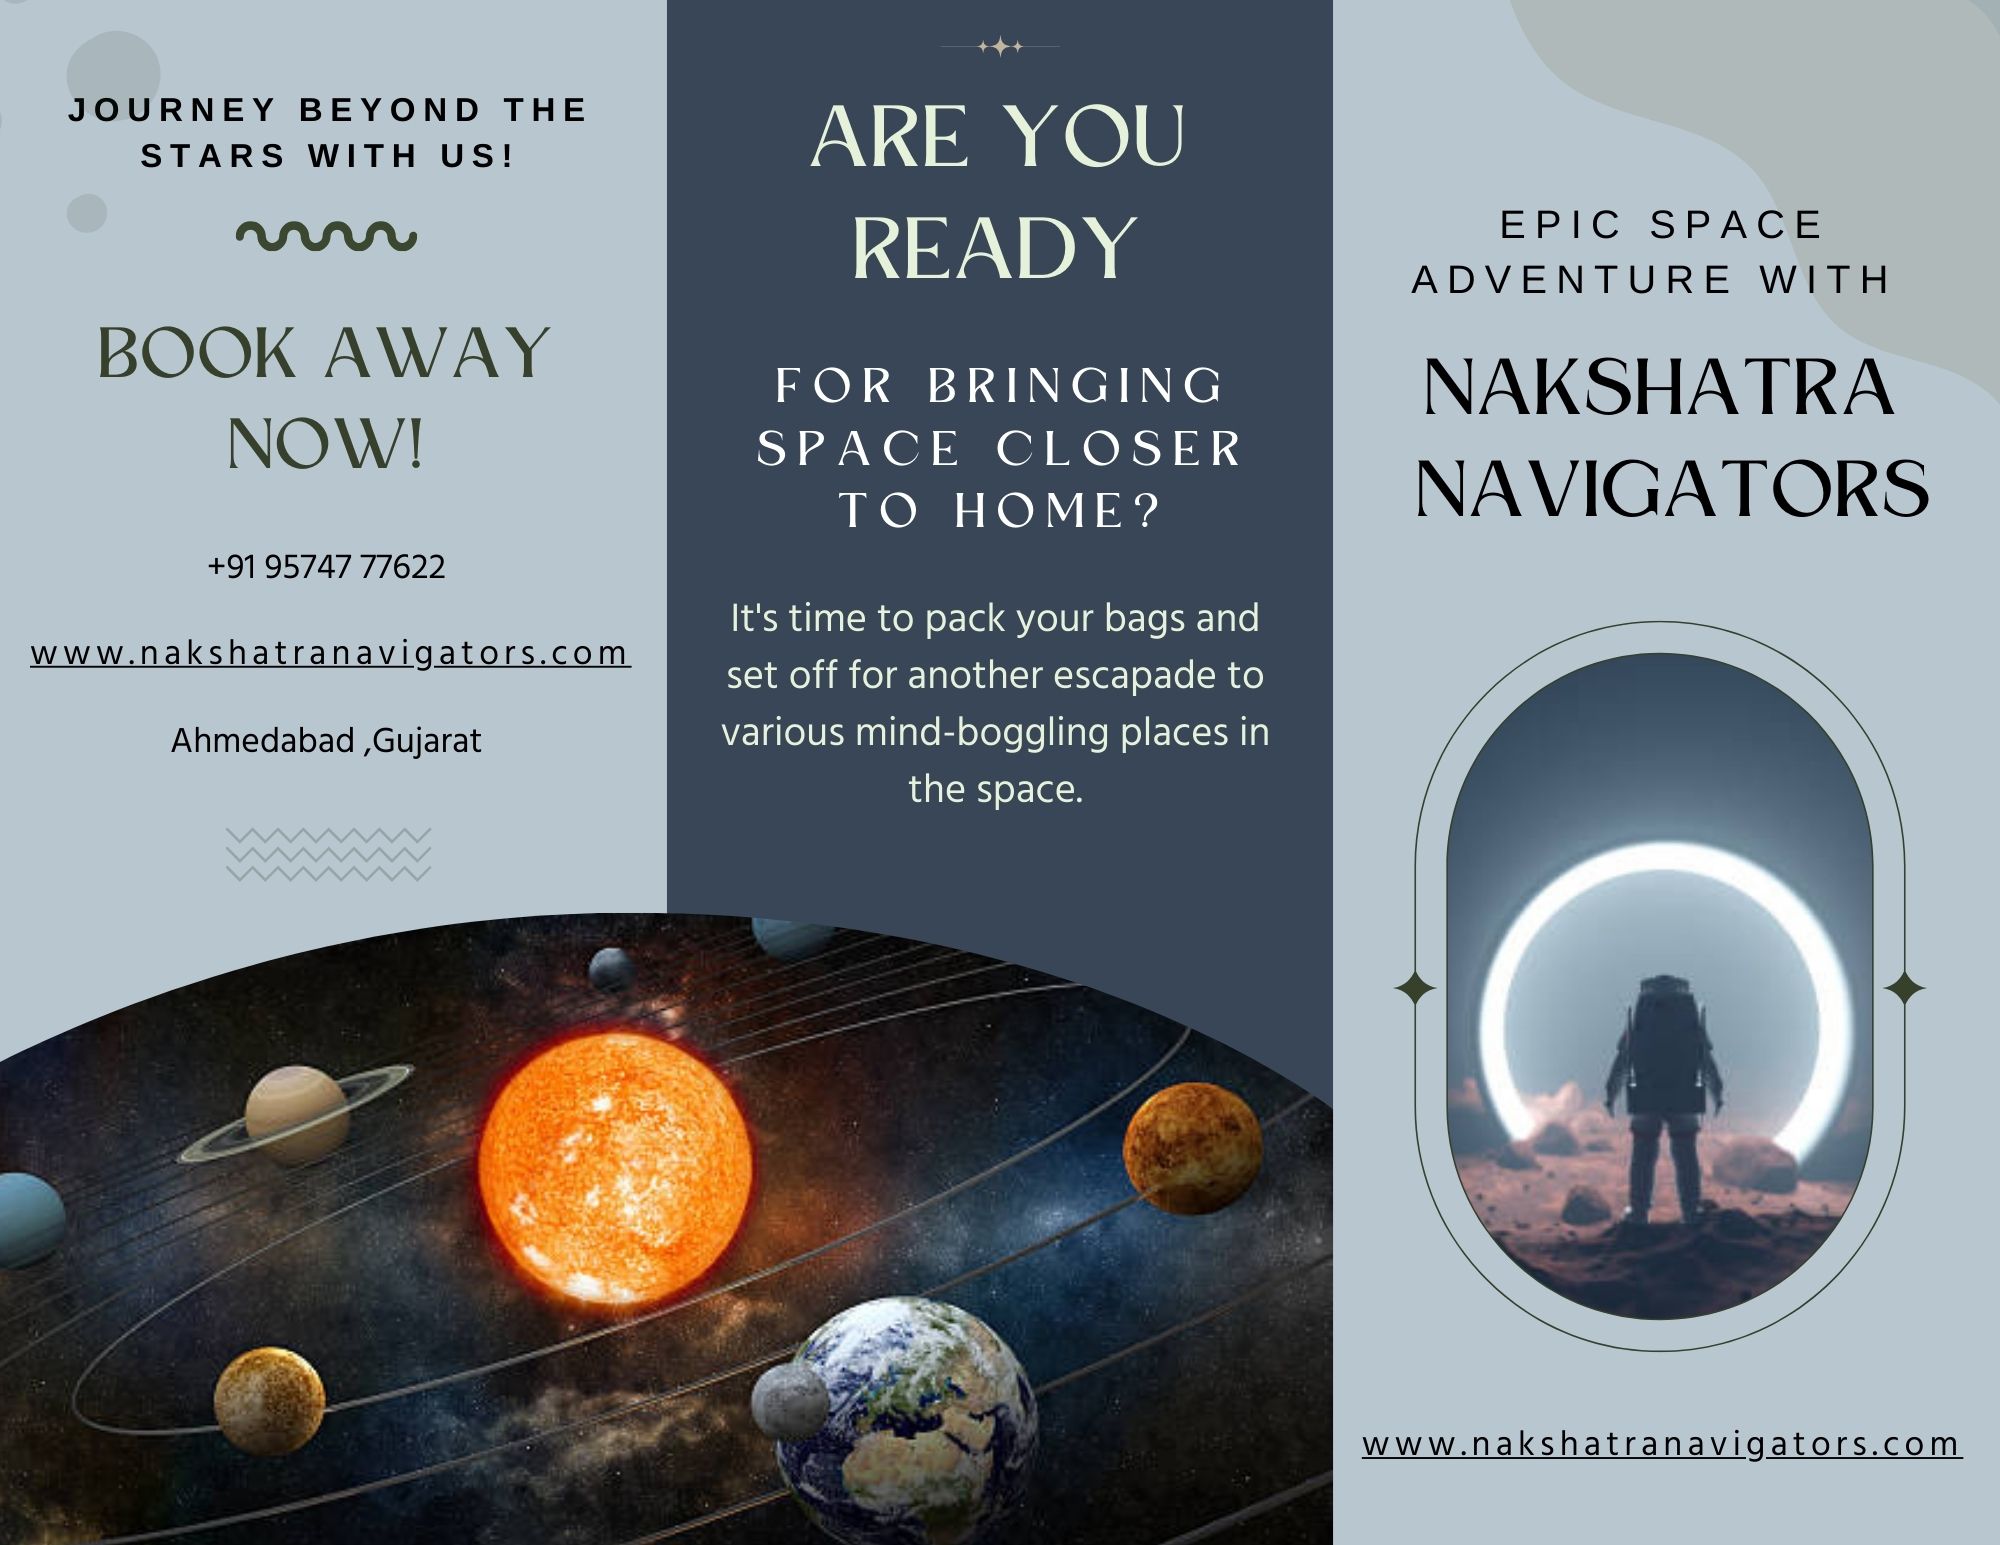 JOURNEY BEYOND THE
STARS WITH US!
BOOK AWAY
NOW!
+91 95747 77622
www.nakshatranavigators.com
Ahmedabad ,Gujarat
ARE YOU
READY
FOR BRINGING
SPACE CLOSER
TO HOME?
It's time to pack your bags and
set off for another escapade to
various mind-boggling places in
the space.
EPIC SPACE
ADVENTURE WITH
NAKSHATRA
NAVIGATORS
www.nakshatranavigators.com